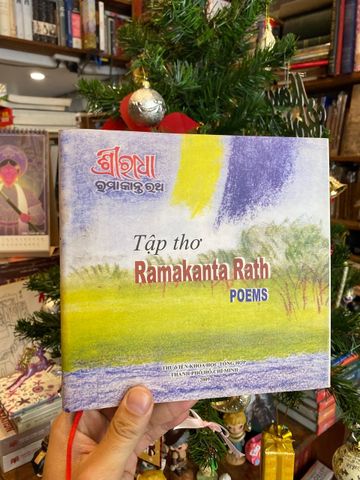 ଶ୍ରୀରାଧା
ରମାକାନ୍ତ ରଥ
Tập thơ
Ramakanta Rath
POEMS
THƯ VIỆN KHOA HỌC TỔNG HỢP
THÀNH PHỐ HỒ CHÍ MINH